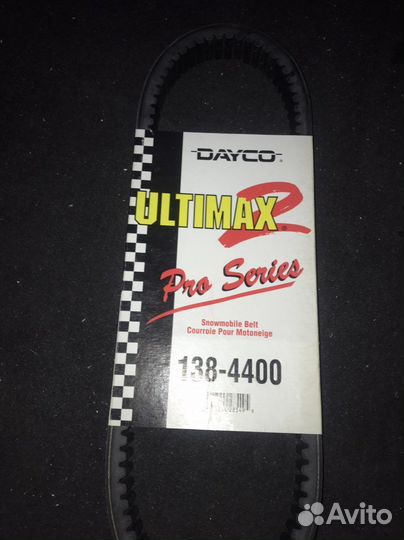 DAYCO
ULTIMAX 2
Pro Series
Snowmobile Belt
Courroie Pour Motoneige
138-4400
Avito